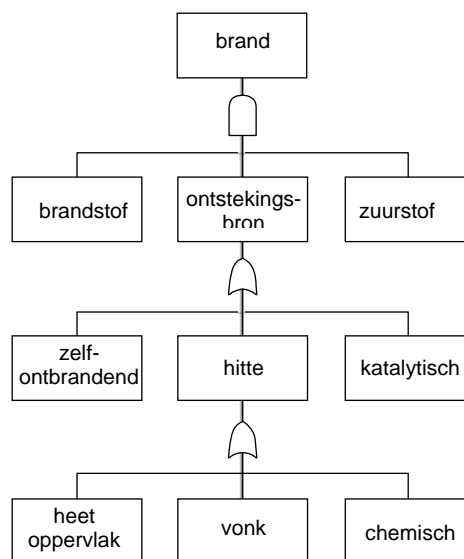 brand
brandstof
ontstekings-
bron
zuurstof
zelf-
ontbrandend
hitte
katalytisch
heet
oppervlak
vonk
chemisch